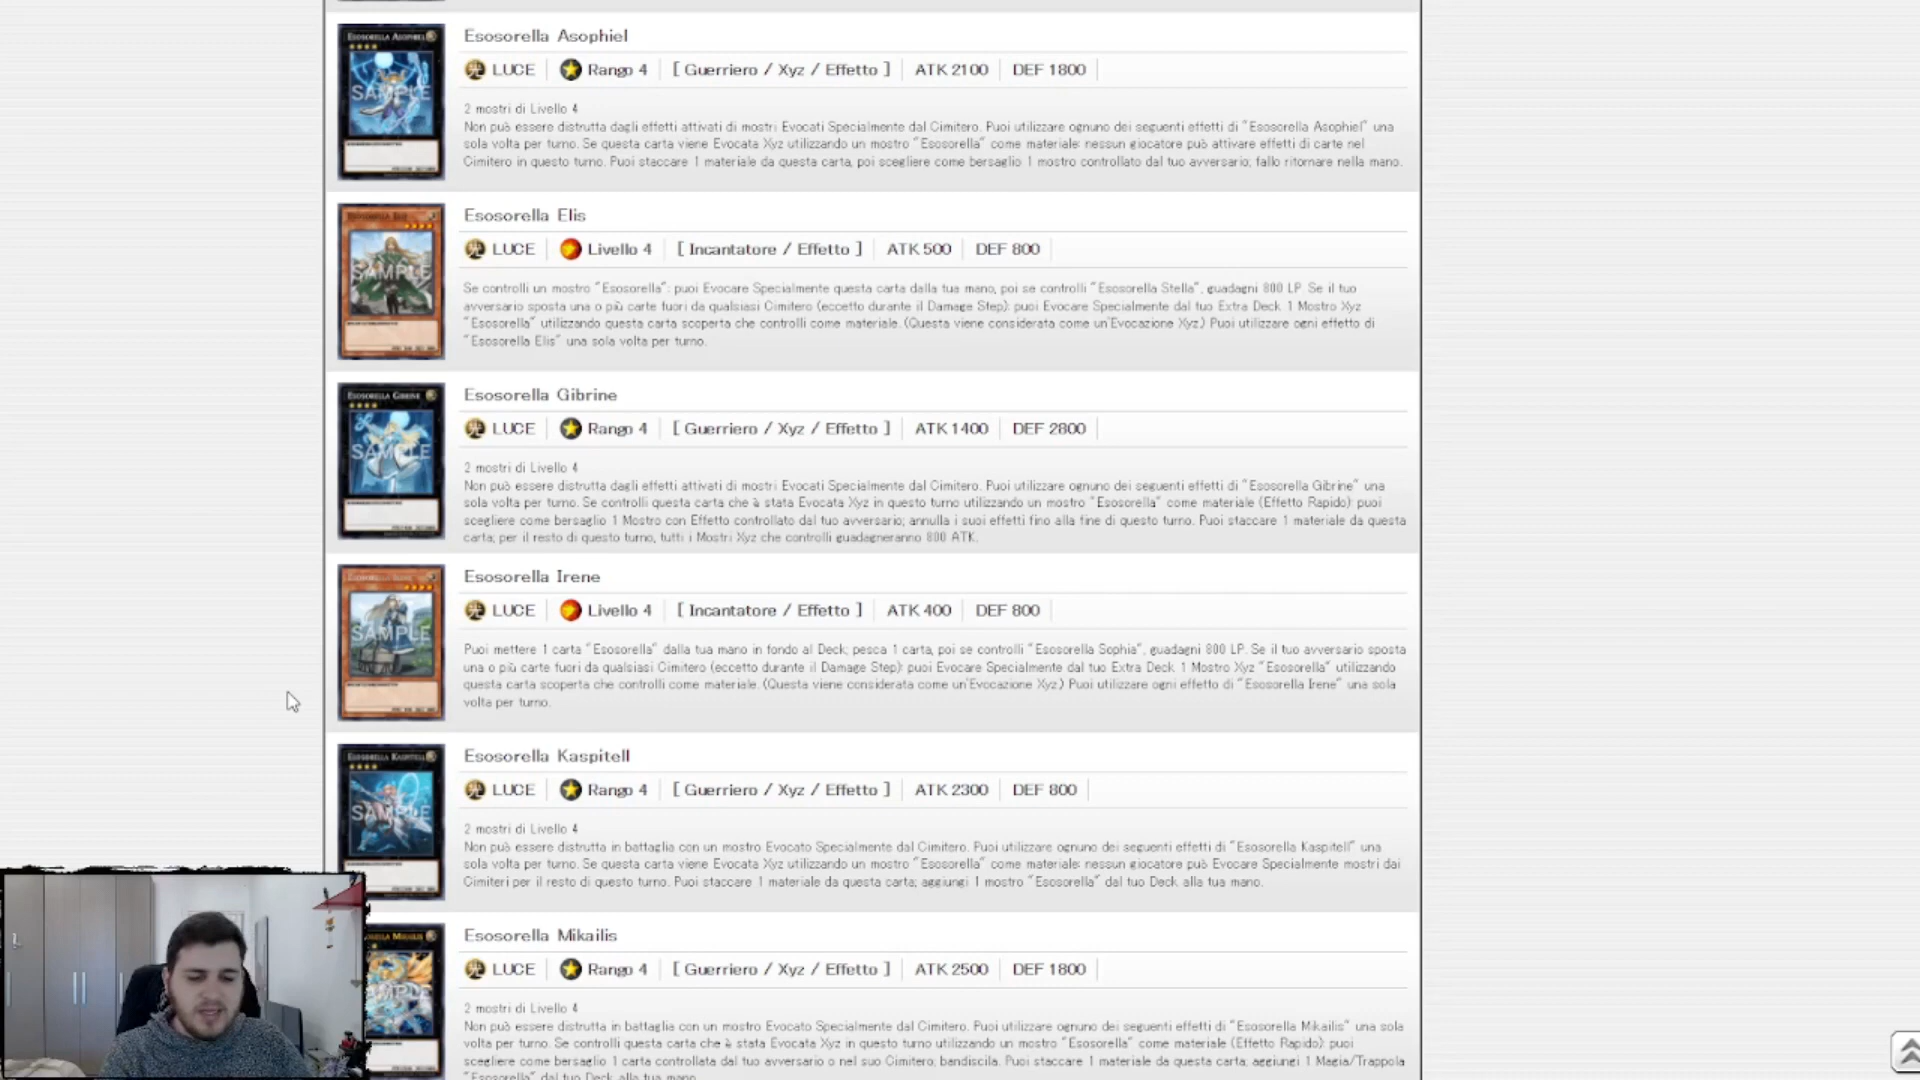 Esosorella Asophiel
LUCE Rango 4 [ Guerriero / Xyz / Effetto ] ATK 2100 DEF 1800
2 mostri di Livello 4
Non può essere distrutta dagli effetti attivati di mostri Evocati Specialmente dal Cimitero. Puoi utilizzare ognuno dei seguenti effetti di "Esosorella Asophiel" una
sola volta per turno. Se questa carta viene Evocata Xyz utilizzando un mostro "Esosorella" come materiale: nessun giocatore può attivare effetti di carte nel
Cimitero in questo turno. Puoi staccare 1 materiale da questa carta, poi scegliere come bersaglio 1 mostro controllato dal tuo avversario; fallo ritornare nella mano.
ESOSORELLA ASOPHIEL
SAMPLE
Esosorella Elis
LUCE Livello 4 [ Incantatore / Effetto ] ATK 500 DEF 800
Se controlli un mostro "Esosorella": puoi Evocare Specialmente questa carta dalla tua mano, poi se controlli "Esosorella Stella", guadagni 800 LP. Se il tuo
avversario sposta una o più carte fuori da qualsiasi Cimitero (eccetto durante il Damage Step): puoi Evocare Specialmente dal tuo Extra Deck 1 Mostro Xyz
"Esosorella" utilizzando questa carta scoperta che controlli come materiale. (Questa viene considerata come un'Evocazione Xyz.) Puoi utilizzare ogni effetto di
"Esosorella Elis" una sola volta per turno.
ESOSORELLA ELIS
SAMPLE
Esosorella Gibrine
LUCE Rango 4 [ Guerriero / Xyz / Effetto ] ATK 1400 DEF 2800
2 mostri di Livello 4
Non può essere distrutta dagli effetti attivati di mostri Evocati Specialmente dal Cimitero. Puoi utilizzare ognuno dei seguenti effetti di "Esosorella Gibrine" una
sola volta per turno. Se controlli questa carta che è stata Evocata Xyz in questo turno utilizzando un mostro "Esosorella" come materiale (Effetto Rapido): puoi
scegliere come bersaglio 1 Mostro con Effetto controllato dal tuo avversario; annulla i suoi effetti fino alla fine di questo turno. Puoi staccare 1 materiale da questa
carta; per il resto di questo turno, tutti i Mostri Xyz che controlli guadagneranno 800 ATK.
ESOSORELLA GIBRINE
SAMPLE
Esosorella Irene
LUCE Livello 4 [ Incantatore / Effetto ] ATK 400 DEF 800
Puoi mettere 1 carta "Esosorella" dalla tua mano in fondo al Deck; pesca 1 carta, poi se controlli "Esosorella Sophia", guadagni 800 LP. Se il tuo avversario sposta
una o più carte fuori da qualsiasi Cimitero (eccetto durante il Damage Step): puoi Evocare Specialmente dal tuo Extra Deck 1 Mostro Xyz "Esosorella" utilizzando
questa carta scoperta che controlli come materiale. (Questa viene considerata come un'Evocazione Xyz.) Puoi utilizzare ogni effetto di "Esosorella Irene" una sola
volta per turno.
ESOSORELLA IRENE
SAMPLE
Esosorella Kaspitell
LUCE Rango 4 [ Guerriero / Xyz / Effetto ] ATK 2300 DEF 800
2 mostri di Livello 4
Non può essere distrutta in battaglia con un mostro Evocato Specialmente dal Cimitero. Puoi utilizzare ognuno dei seguenti effetti di "Esosorella Kaspitell" una
sola volta per turno. Se questa carta viene Evocata Xyz utilizzando un mostro "Esosorella" come materiale: nessun giocatore può Evocare Specialmente mostri dai
Cimiteri per il resto di questo turno. Puoi staccare 1 materiale da questa carta; aggiungi 1 mostro "Esosorella" dal tuo Deck alla tua mano.
ESOSORELLA KASPITELL
SAMPLE
Esosorella Mikailis
LUCE Rango 4 [ Guerriero / Xyz / Effetto ] ATK 2500 DEF 1800
2 mostri di Livello 4
Non può essere distrutta in battaglia con un mostro Evocato Specialmente dal Cimitero. Puoi utilizzare ognuno dei seguenti effetti di "Esosorella Mikailis" una sola
volta per turno. Se controlli questa carta che è stata Evocata Xyz in questo turno utilizzando un mostro "Esosorella" come materiale (Effetto Rapido): puoi
scegliere come bersaglio 1 carta controllata dal tuo avversario o nel suo Cimitero; bandiscila. Puoi staccare 1 materiale da questa carta; aggiungi 1 Magia/Trappola
"Esosorella" dal tuo Deck alla tua mano.